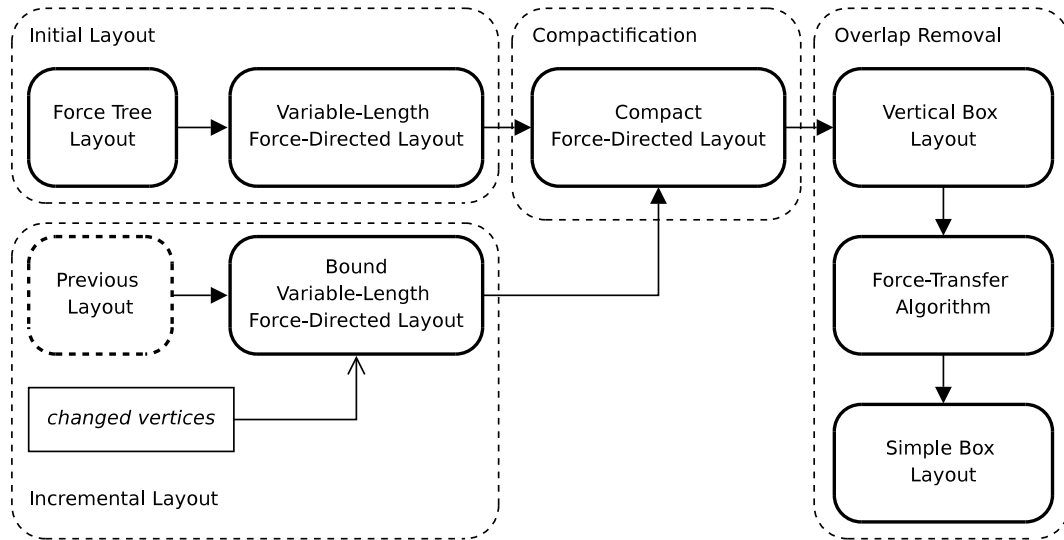 Initial Layout
Force Tree
Layout
Variable-Length
Force-Directed Layout
Compactification
Compact
Force-Directed Layout
Overlap Removal
Vertical Box
Layout
Previous
Layout
Bound
Variable-Length
Force-Directed Layout
changed vertices
Incremental Layout
Force-Transfer
Algorithm
Simple Box
Layout